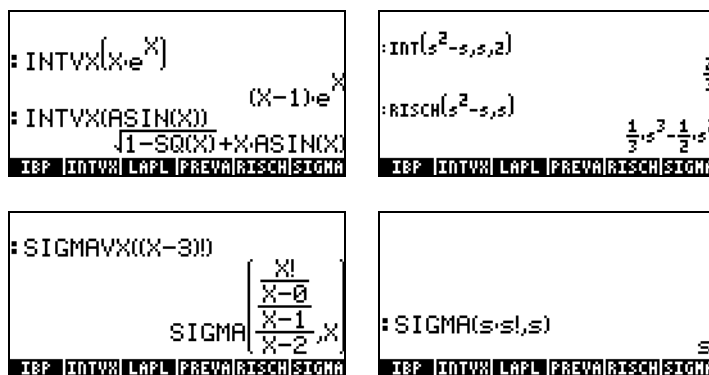 : INTVX(X·e^X)
(X-1)·e^X
: INTVX(ASIN(X))
√1-SQ(X)+X·ASIN(X)
IBP INTVX LAPL PREVA RISCH SIGMA
:INT(s²-s,s,2)
:RISCH(s²-s,s)
1/3·s³-1/2·s
IBP INTVX LAPL PREVA RISCH SIGMA
: SIGMAVX((X-3)!)
X!
X-0
X-1
SIGMA( X-2 ,X)
IBP INTVX LAPL PREVA RISCH SIGMA
: SIGMA(s·s!,s)
s
IBP INTVX LAPL PREVA RISCH SIGMA